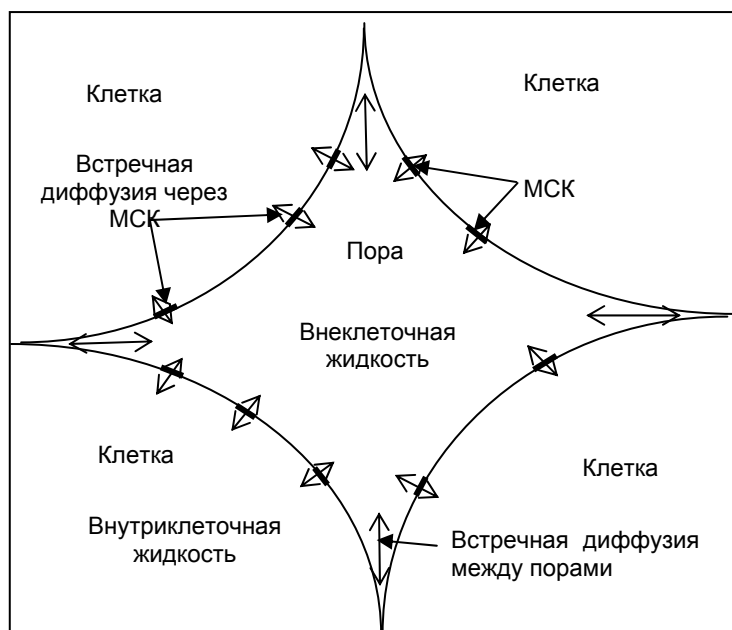 Клетка
Клетка
Встречная
диффузия через
МСК
МСК
Пора
Внеклеточная
жидкость
Клетка
Клетка
Внутриклеточная
жидкость
Встречная диффузия
между порами